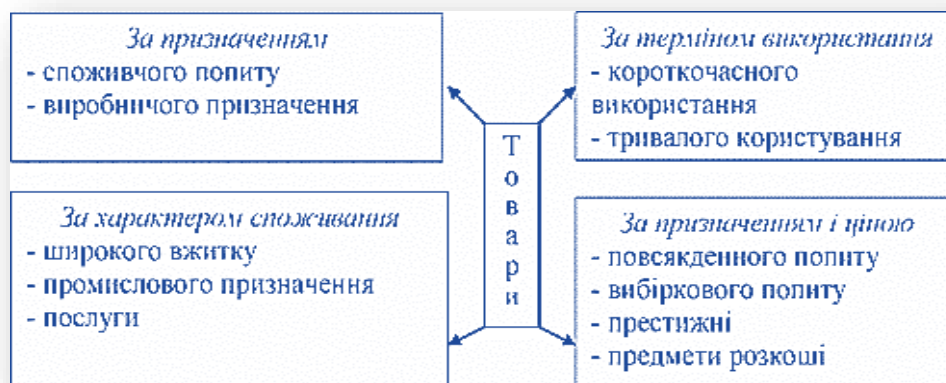 За призначенням
- споживчого попиту
- виробничого призначення
За терміном використання
- короткочасного
використання
- тривалого користування
Товари
За характером споживання
- широкого вжитку
- промислового призначення
- послуги
За призначенням і ціною
- повсякденного попиту
- вибіркового попиту
- престижні
- предмети розкоші